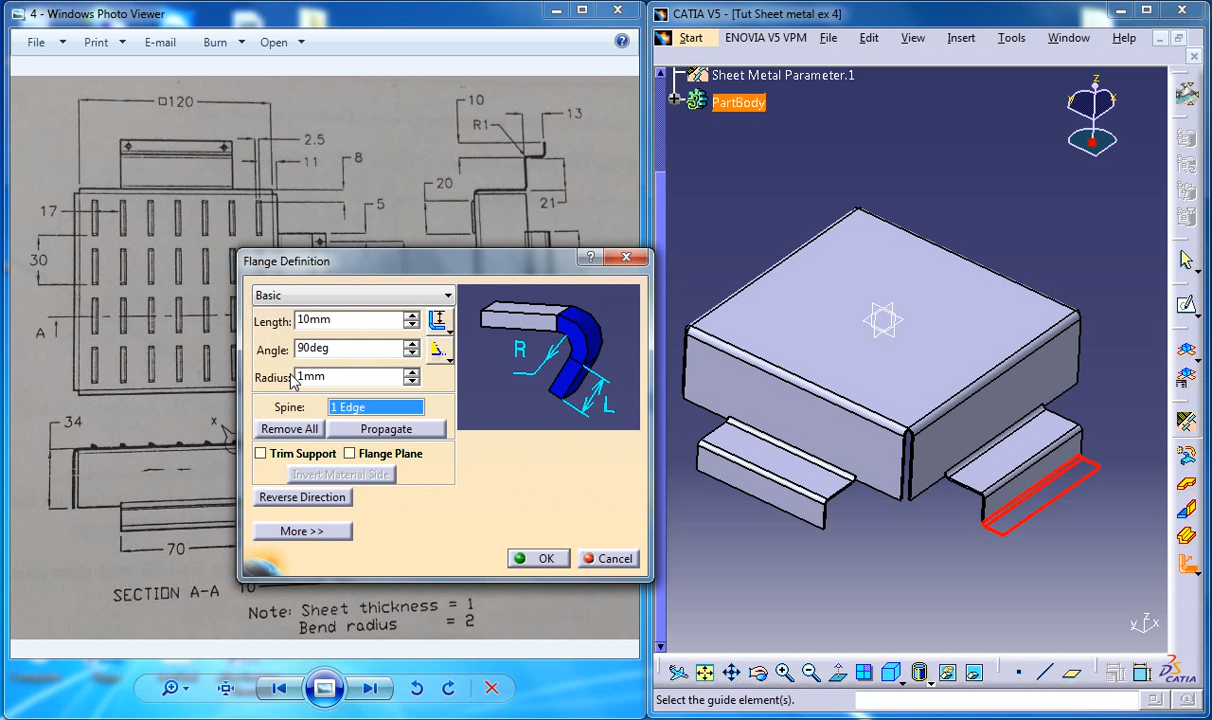 4 - Windows Photo Viewer
File Print E-mail Burn Open
□120
10
13
R1
2.5
11
8
17
5
20
21
30
A
34
x
70
SECTION A-A
10
Note: Sheet thickness = 1
Bend radius = 2
Flange Definition
Basic
Length: 10mm
Angle: 90deg
Radius: 1mm
Spine: 1 Edge
Remove All Propagate
Trim Support Flange Plane
Invert Material Side
Reverse Direction
More >>
OK Cancel
R
L
CATIA V5 - [Tut Sheet metal ex 4]
Start ENOVIA V5 VPM File Edit View Insert Tools Window Help
Sheet Metal Parameter.1
PartBody
z
y
x
z
y x
CATIA
Select the guide element(s).